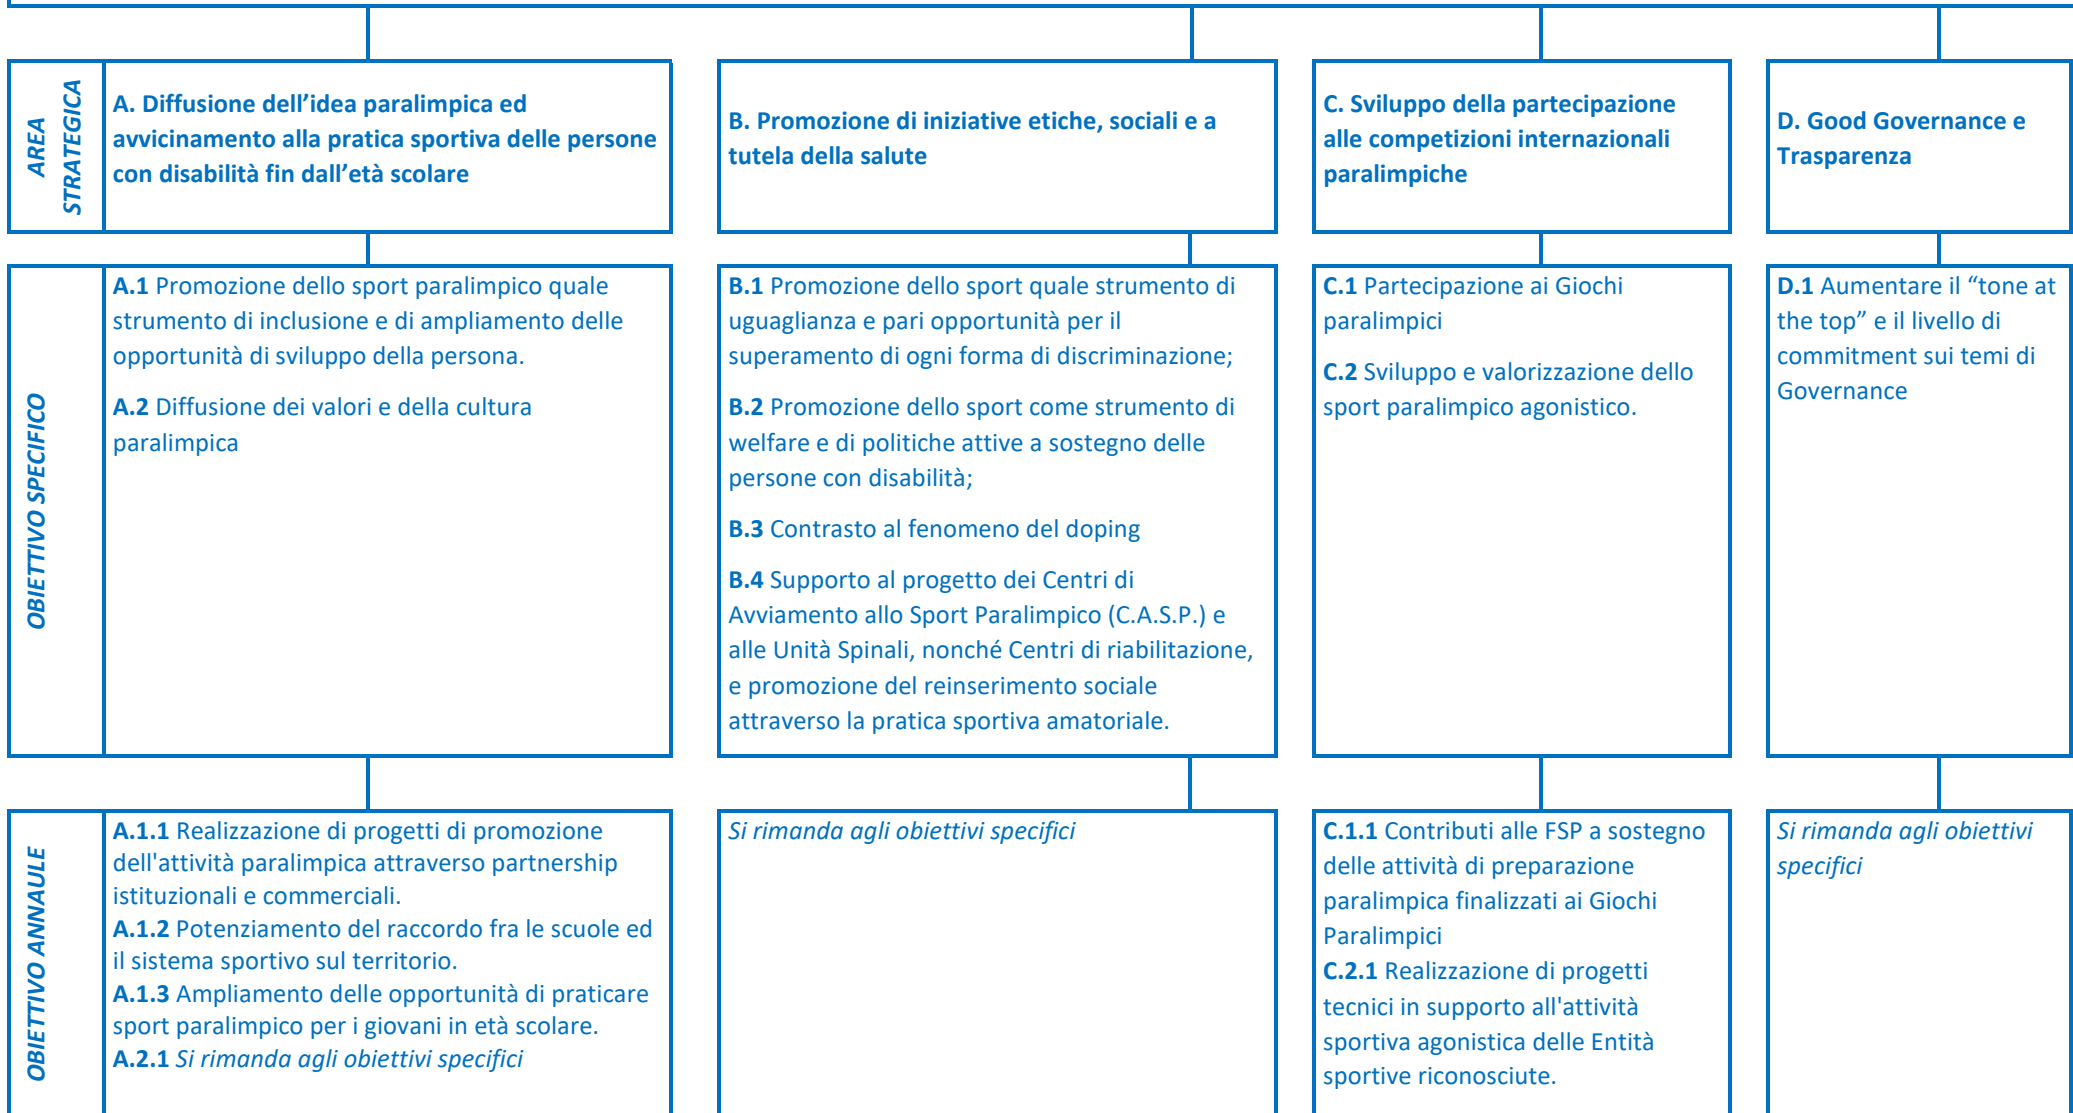 AREA
STRATEGICA
A. Diffusione dell’idea paralimpica ed
avvicinamento alla pratica sportiva delle persone
con disabilità fin dall’età scolare
B. Promozione di iniziative etiche, sociali e a
tutela della salute
C. Sviluppo della partecipazione
alle competizioni internazionali
paralimpiche
D. Good Governance e
Trasparenza
OBIETTIVO SPECIFICO
A.1 Promozione dello sport paralimpico quale
strumento di inclusione e di ampliamento delle
opportunità di sviluppo della persona.
A.2 Diffusione dei valori e della cultura
paralimpica
B.1 Promozione dello sport quale strumento di
uguaglianza e pari opportunità per il
superamento di ogni forma di discriminazione;
B.2 Promozione dello sport come strumento di
welfare e di politiche attive a sostegno delle
persone con disabilità;
B.3 Contrasto al fenomeno del doping
B.4 Supporto al progetto dei Centri di
Avviamento allo Sport Paralimpico (C.A.S.P.) e
alle Unità Spinali, nonché Centri di riabilitazione,
e promozione del reinserimento sociale
attraverso la pratica sportiva amatoriale.
C.1 Partecipazione ai Giochi
paralimpici
C.2 Sviluppo e valorizzazione dello
sport paralimpico agonistico.
D.1 Aumentare il “tone at
the top” e il livello di
commitment sui temi di
Governance
OBIETTIVO ANNAULE
A.1.1 Realizzazione di progetti di promozione
dell'attività paralimpica attraverso partnership
istituzionali e commerciali.
A.1.2 Potenziamento del raccordo fra le scuole ed
il sistema sportivo sul territorio.
A.1.3 Ampliamento delle opportunità di praticare
sport paralimpico per i giovani in età scolare.
A.2.1 Si rimanda agli obiettivi specifici
Si rimanda agli obiettivi specifici
C.1.1 Contributi alle FSP a sostegno
delle attività di preparazione
paralimpica finalizzati ai Giochi
Paralimpici
C.2.1 Realizzazione di progetti
tecnici in supporto all'attività
sportiva agonistica delle Entità
sportive riconosciute.
Si rimanda agli obiettivi
specifici